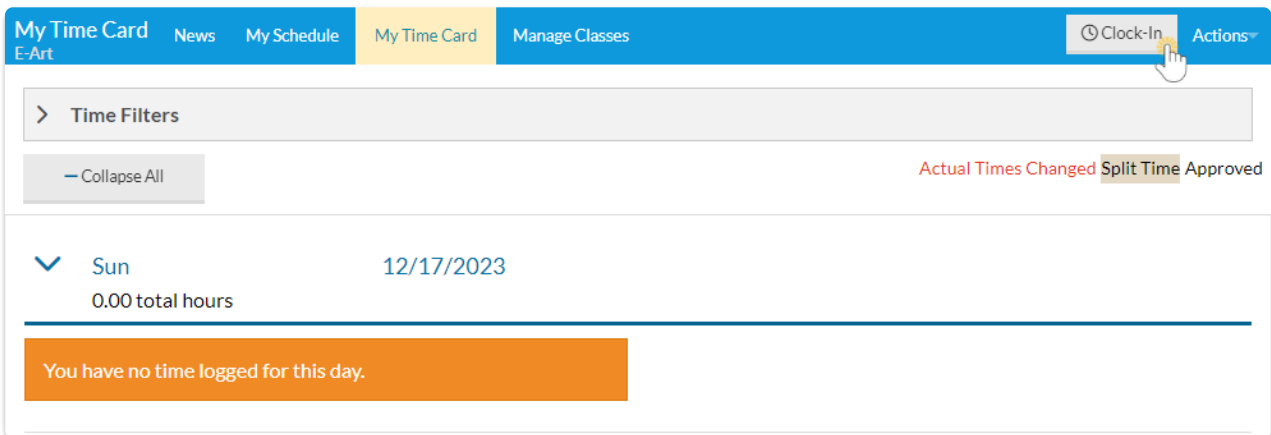 My Time Card News My Schedule My Time Card Manage Classes Clock-In Actions
E-Art
Time Filters
Collapse All Actual Times Changed Split Time Approved
Sun 12/17/2023
0.00 total hours
You have no time logged for this day.